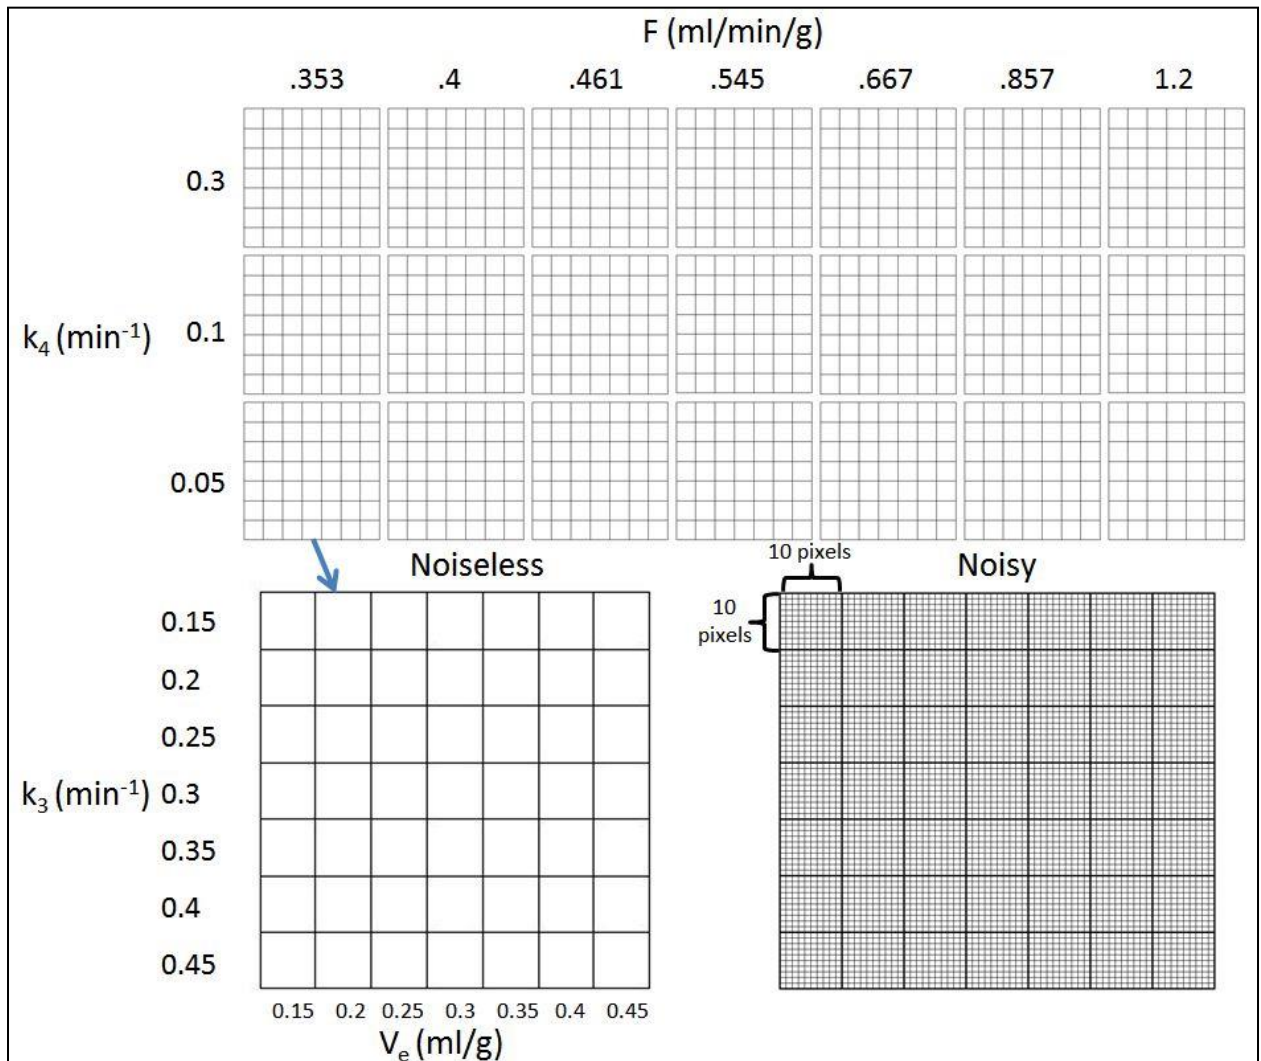 F (ml/min/g)
.353 .4 .461 .545 .667 .857 1.2
0.3
k₄ (min⁻¹) 0.1
0.05
10 pixels
Noiseless Noisy
0.15
10
pixels
0.2
0.25
k₃ (min⁻¹) 0.3
0.35
0.4
0.45
0.15 0.2 0.25 0.3 0.35 0.4 0.45
Vₑ (ml/g)